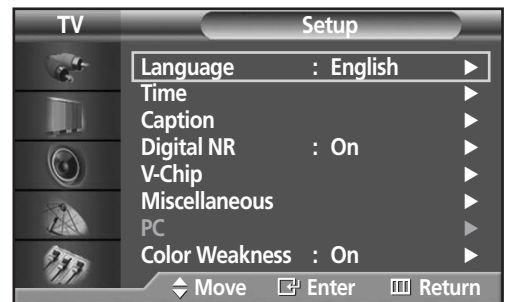 TV Setup
Language : English
Time
Caption
Digital NR : On
V-Chip
Miscellaneous
PC
Color Weakness : On
Move Enter Return